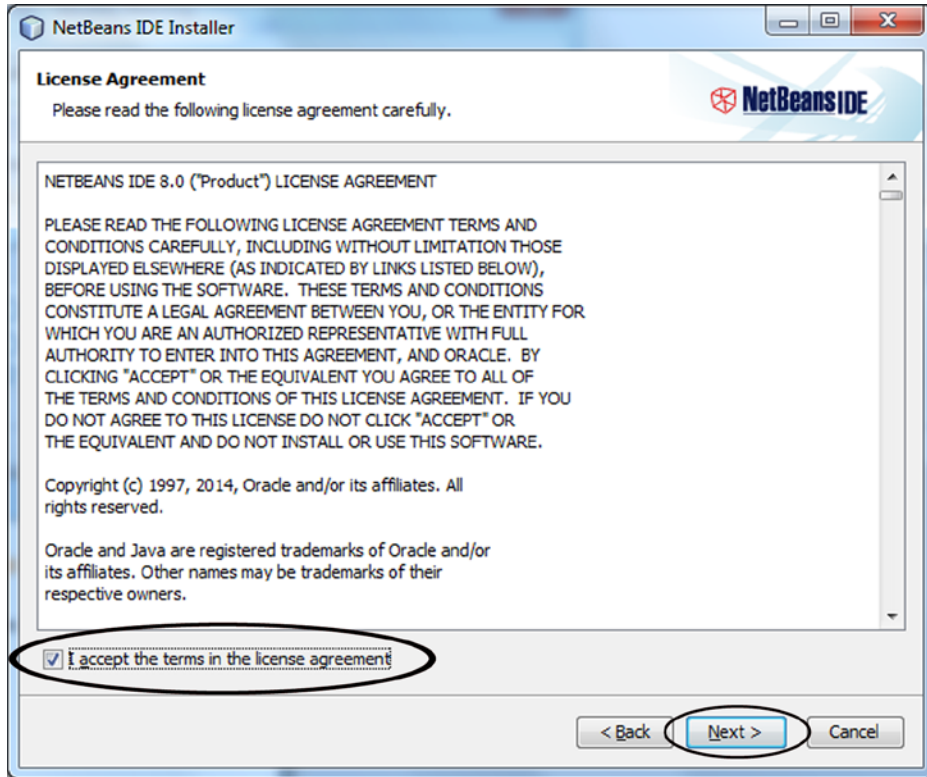 NetBeans IDE Installer
License Agreement
Please read the following license agreement carefully.
NetBeans IDE
NETBEANS IDE 8.0 ("Product") LICENSE AGREEMENT
PLEASE READ THE FOLLOWING LICENSE AGREEMENT TERMS AND
CONDITIONS CAREFULLY, INCLUDING WITHOUT LIMITATION THOSE
DISPLAYED ELSEWHERE (AS INDICATED BY LINKS LISTED BELOW),
BEFORE USING THE SOFTWARE.  THESE TERMS AND CONDITIONS
CONSTITUTE A LEGAL AGREEMENT BETWEEN YOU, OR THE ENTITY FOR
WHICH YOU ARE AN AUTHORIZED REPRESENTATIVE WITH FULL
AUTHORITY TO ENTER INTO THIS AGREEMENT, AND ORACLE.  BY
CLICKING "ACCEPT" OR THE EQUIVALENT YOU AGREE TO ALL OF
THE TERMS AND CONDITIONS OF THIS LICENSE AGREEMENT.  IF YOU
DO NOT AGREE TO THIS LICENSE DO NOT CLICK "ACCEPT" OR
THE EQUIVALENT AND DO NOT INSTALL OR USE THIS SOFTWARE.
Copyright (c) 1997, 2014, Oracle and/or its affiliates. All
rights reserved.
Oracle and Java are registered trademarks of Oracle and/or
its affiliates. Other names may be trademarks of their
respective owners.
I accept the terms in the license agreement
< Back
Next >
Cancel